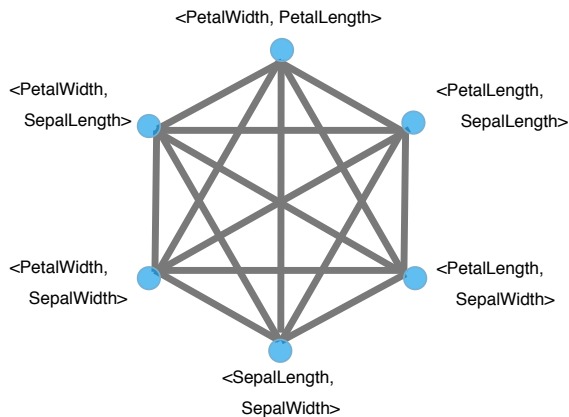 <PetalWidth, PetalLength>
<PetalWidth,
SepalLength>
<PetalLength,
SepalLength>
<PetalWidth,
SepalWidth>
<PetalLength,
SepalWidth>
<SepalLength,
SepalWidth>